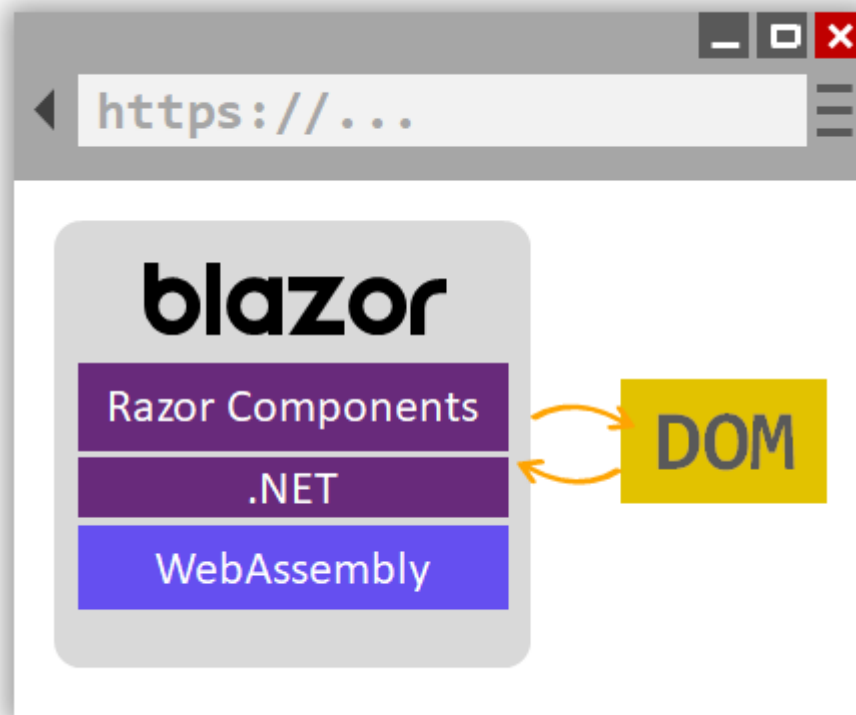 https://...
blazor
Razor Components
.NET
WebAssembly
DOM